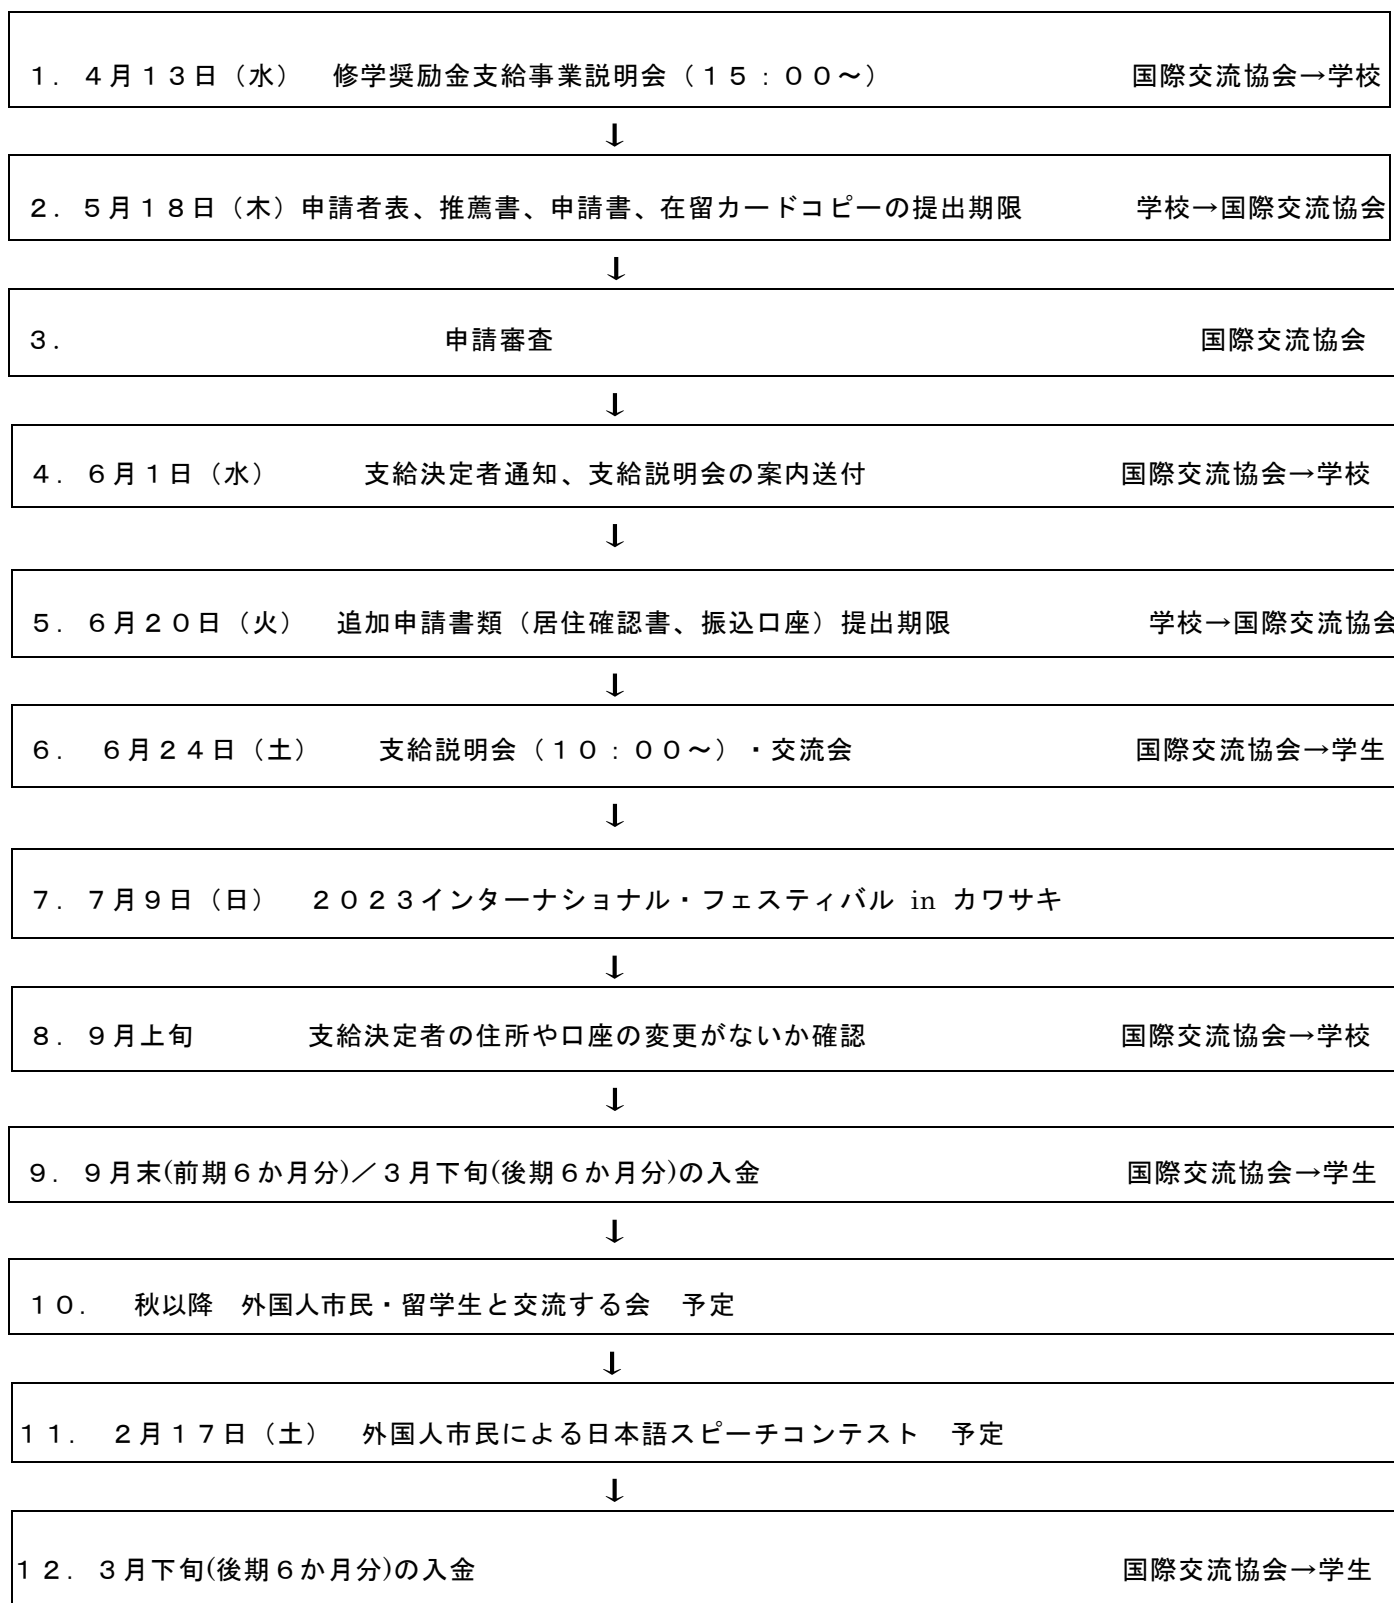 １．４月１３日（水）　修学奨励金支給事業説明会（１５：００～）　国際交流協会→学校
↓
２．５月１８日（木）申請者表、推薦書、申請書、在留カードコピーの提出期限　学校→国際交流協会
↓
３．　申請審査　国際交流協会
↓
４．６月１日（水）　支給決定者通知、支給説明会の案内送付　国際交流協会→学校
↓
５．６月２０日（火）　追加申請書類（居住確認書、振込口座）提出期限　学校→国際交流協会
↓
６．　６月２４日（土）　支給説明会（１０：００～）・交流会　国際交流協会→学生
↓
７．７月９日（日）　２０２３インターナショナル・フェスティバル in カワサキ
↓
８．９月上旬　支給決定者の住所や口座の変更がないか確認　国際交流協会→学校
↓
９．９月末(前期６か月分)／３月下旬(後期６か月分)の入金　国際交流協会→学生
↓
１０．　秋以降　外国人市民・留学生と交流する会　予定
↓
１１．　２月１７日（土）　外国人市民による日本語スピーチコンテスト　予定
↓
１２．３月下旬(後期６か月分)の入金　国際交流協会→学生